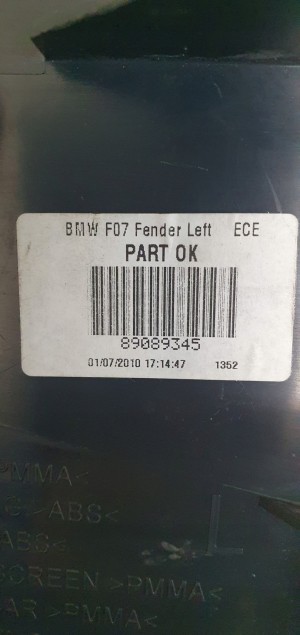 BMW F07 Fender Left ECE
PART OK
89089345
01/07/2010 17:14:47 1352
PMMA<
>ABS<
ABS<
SCREEN >PMMA<
>PMMA<
L